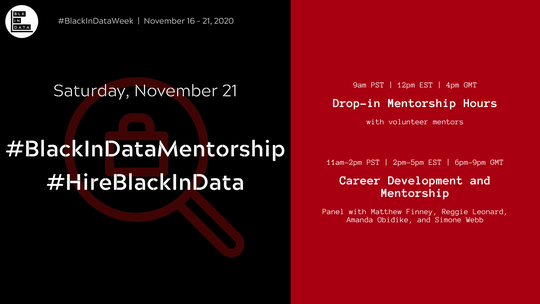 BLK
IN
DATA
#BlackInDataWeek | November 16 - 21, 2020
Saturday, November 21
#BlackInDataMentorship
#HireBlackInData
9am PST | 12pm EST | 4pm GMT
Drop-in Mentorship Hours
with volunteer mentors
11am-2pm PST | 2pm-5pm EST | 6pm-9pm GMT
Career Development and
Mentorship
Panel with Matthew Finney, Reggie Leonard,
Amanda Obidike, and Simone Webb